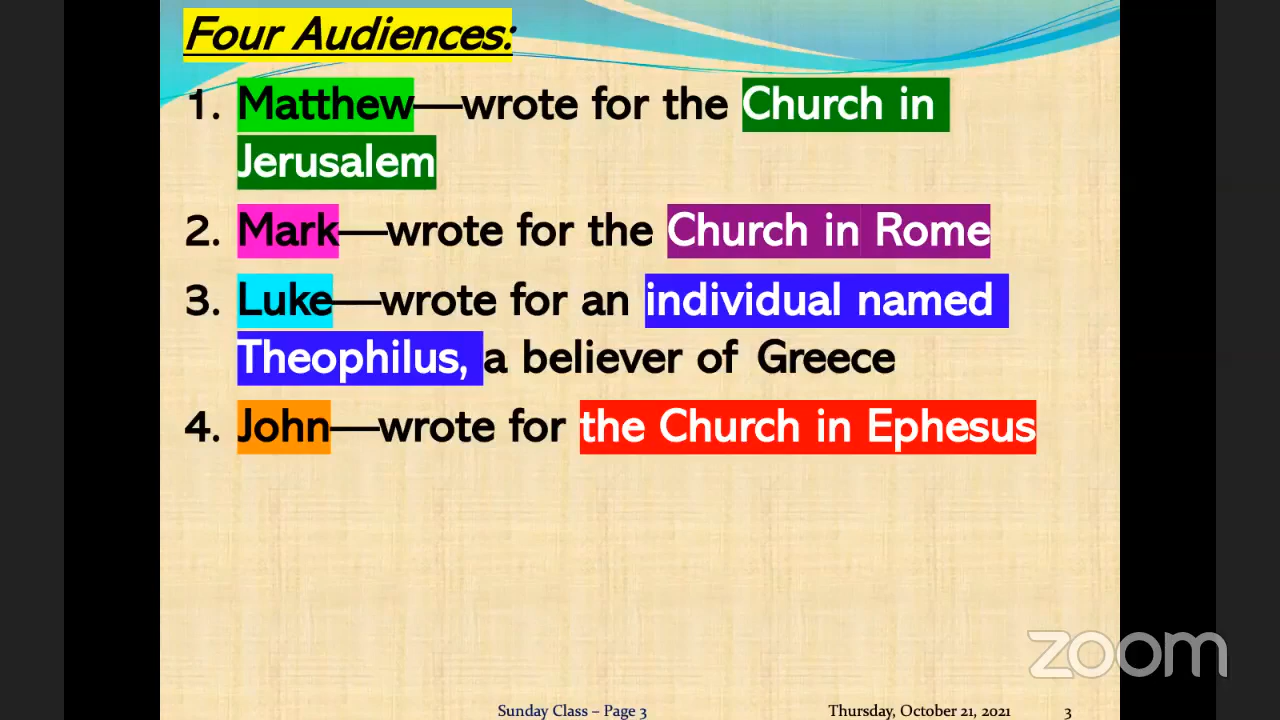 Four Audiences:
1. Matthew—wrote for the Church in
Jerusalem
2. Mark—wrote for the Church in Rome
3. Luke—wrote for an individual named
Theophilus, a believer of Greece
4. John—wrote for the Church in Ephesus
zoom
Sunday Class – Page 3 Thursday, October 21, 2021 3